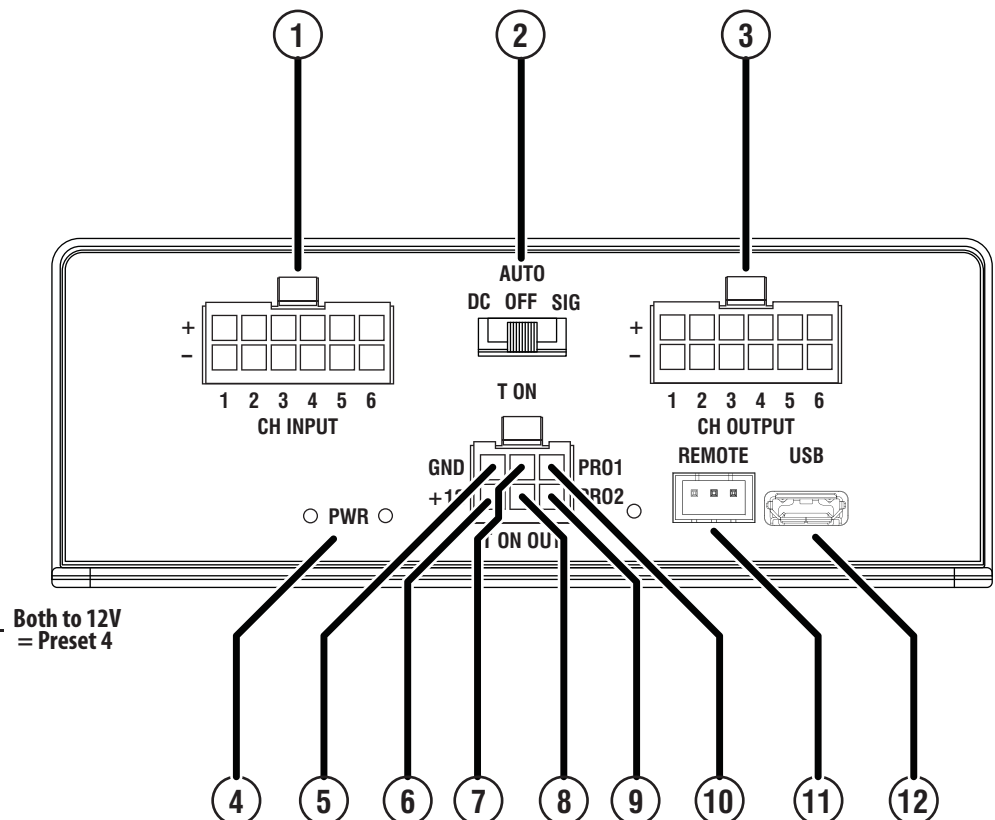 1 2 3
AUTO
DC OFF SIG
+ +
− −
T ON
1 2 3 4 5 6
CH INPUT
1 2 3 4 5 6
CH OUTPUT
REMOTE USB
GND PRO1
PWR
ON
Both to 12V
= Preset 4
4 5 6 7 8 9 10 11 12